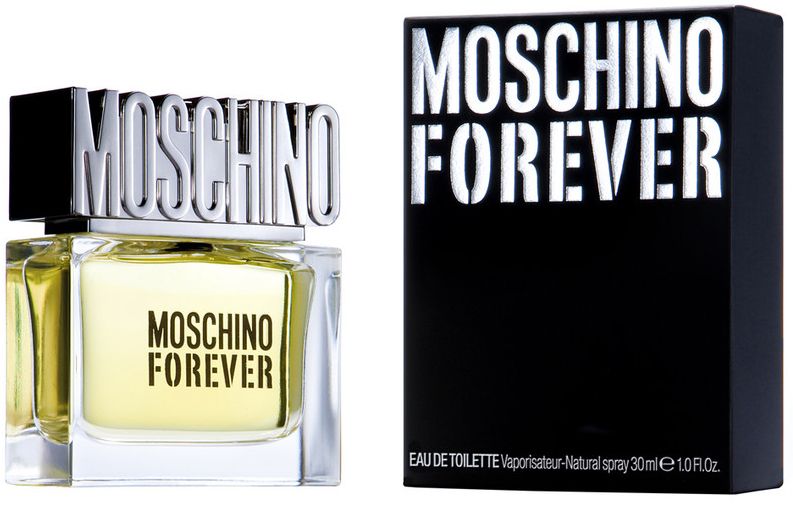 MOSCHINO
MOSCHINO
FOREVER
MOSCHINO
FOREVER
EAU DE TOILETTE Vaporisateur-Natural spray 30 ml e 1.0 Fl.Oz.